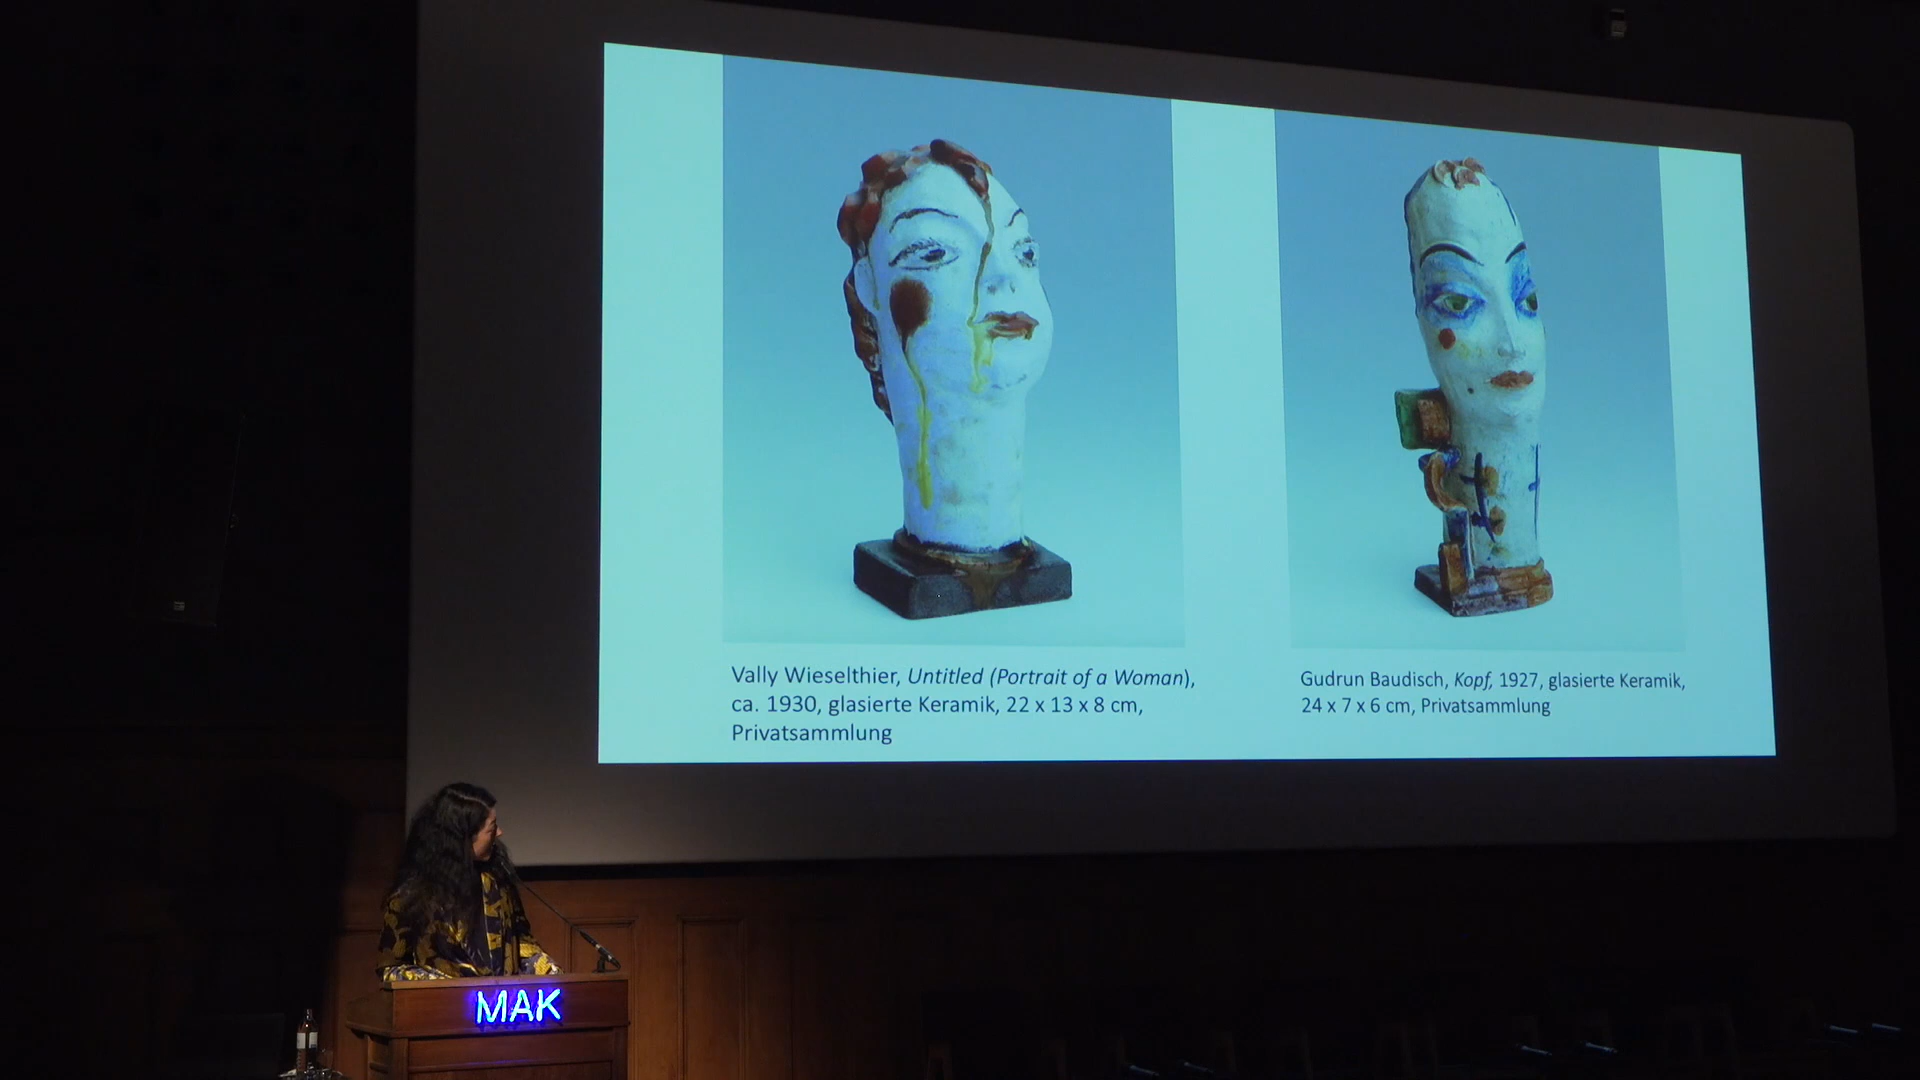 Vally Wieselthier, Untitled (Portrait of a Woman),
ca. 1930, glasierte Keramik, 22 x 13 x 8 cm,
Privatsammlung
Gudrun Baudisch, Kopf, 1927, glasierte Keramik,
24 x 7 x 6 cm, Privatsammlung
MAK